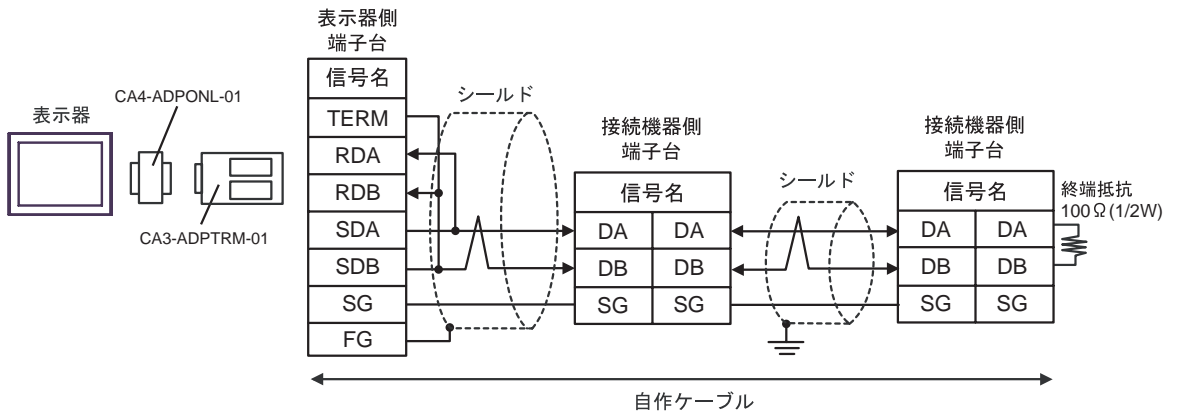 表示器
CA4-ADPONL-01
CA3-ADPTRM-01
表示器側
端子台
信号名
TERM
RDA
RDB
SDA
SDB
SG
FG
シールド
接続機器側
端子台
信号名
DA DA
DB DB
SG SG
シールド
接続機器側
端子台
信号名
DA DA
DB DB
SG SG
終端抵抗
100Ω(1/2W)
自作ケーブル